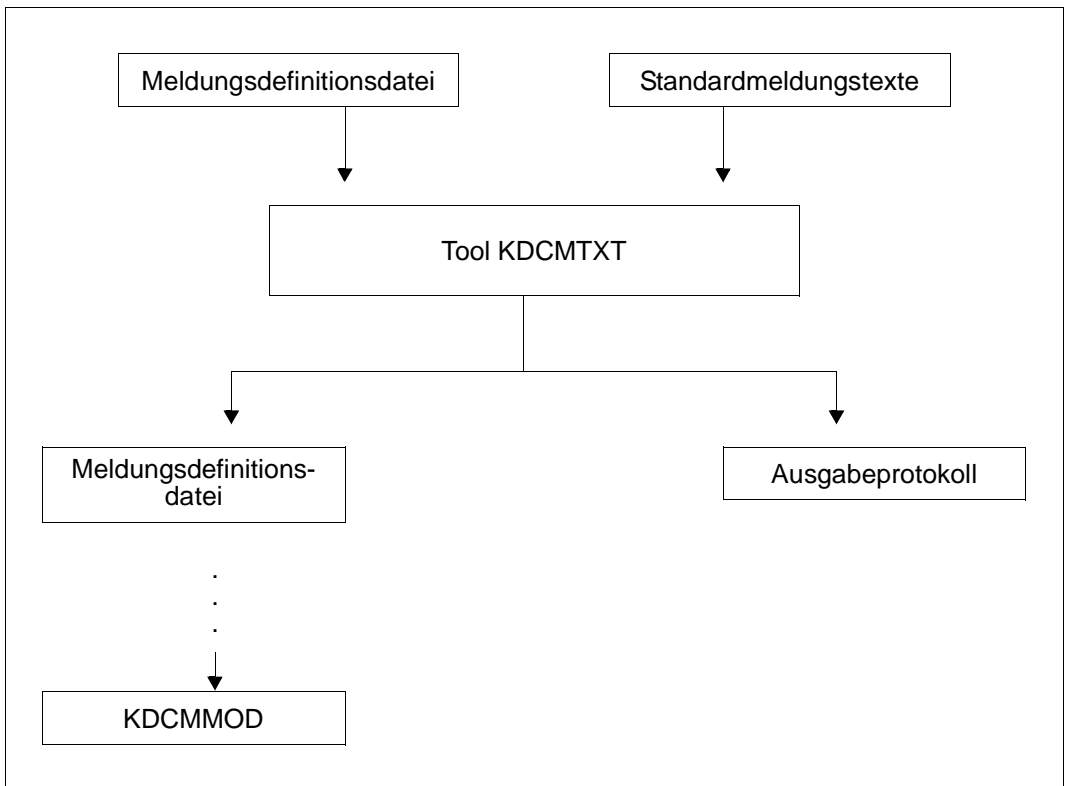 Meldungsdefinitionsdatei
Standardmeldungstexte
Tool KDCMTXT
Meldungsdefinitions-
datei
Ausgabeprotokoll
.
.
.
KDCMMOD